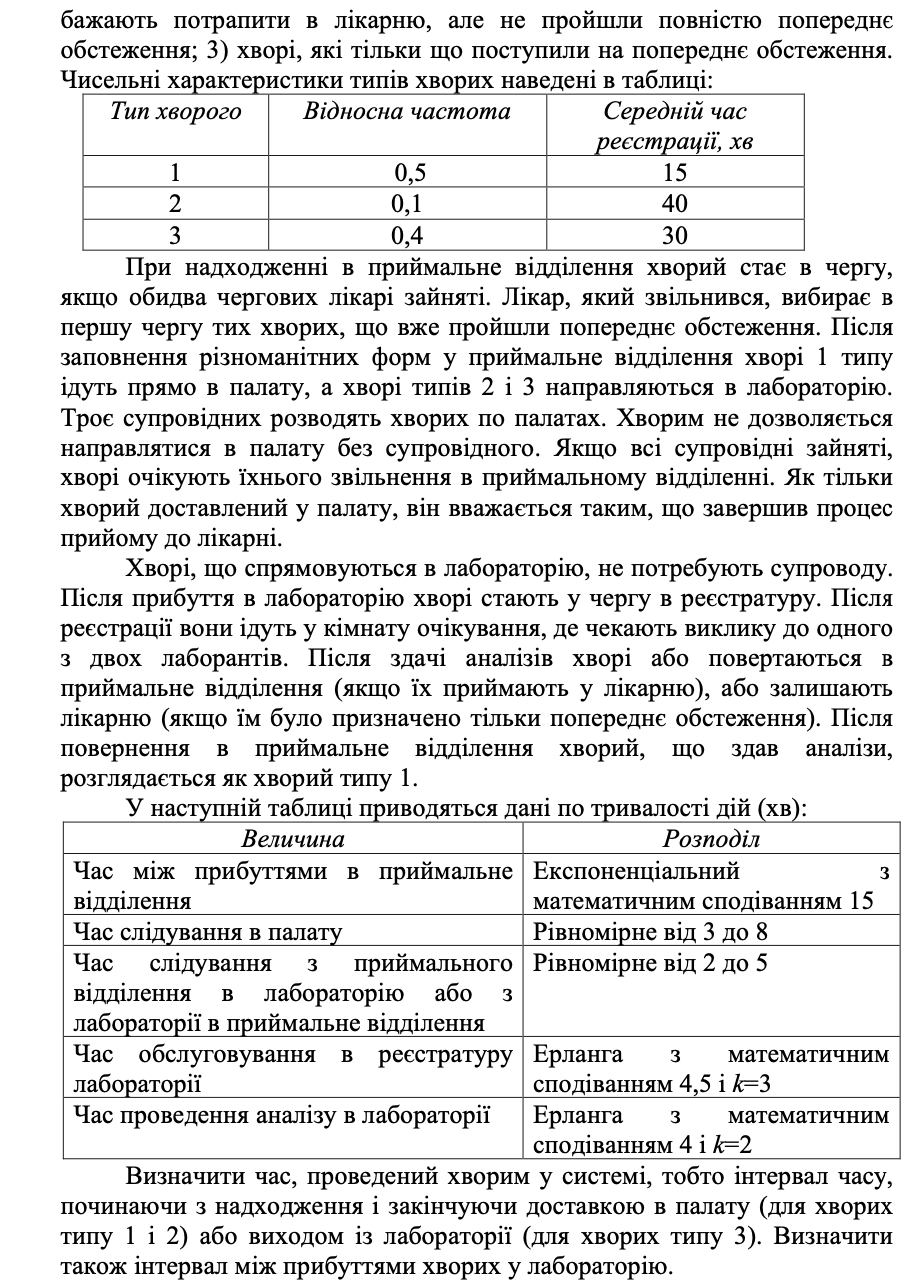 бажають потрапити в лікарню, але не пройшли повністю попереднє
обстеження; 3) хворі, які тільки що поступили на попереднє обстеження.
Чисельні характеристики типів хворих наведені в таблиці:
Тип хворого Відносна частота Середній час
реєстрації, хв
1 0,5 15
2 0,1 40
3 0,4 30
При надходженні в приймальне відділення хворий стає в чергу,
якщо обидва чергових лікарі зайняті. Лікар, який звільнився, вибирає в
першу чергу тих хворих, що вже пройшли попереднє обстеження. Після
заповнення різноманітних форм у приймальне відділення хворі 1 типу
ідуть прямо в палату, а хворі типів 2 і 3 направляються в лабораторію.
Троє супровідних розводять хворих по палатах. Хворим не дозволяється
направлятися в палату без супровідного. Якщо всі супровідні зайняті,
хворі очікують їхнього звільнення в приймальному відділенні. Як тільки
хворий доставлений у палату, він вважається таким, що завершив процес
прийому до лікарні.
Хворі, що спрямовуються в лабораторію, не потребують супроводу.
Після прибуття в лабораторію хворі стають у чергу в реєстратуру. Після
реєстрації вони ідуть у кімнату очікування, де чекають виклику до одного
з двох лаборантів. Після здачі аналізів хворі або повертаються в
приймальне відділення (якщо їх приймають у лікарню), або залишають
лікарню (якщо їм було призначено тільки попереднє обстеження). Після
повернення в приймальне відділення хворий, що здав аналізи,
розглядається як хворий типу 1.
У наступній таблиці приводяться дані по тривалості дій (хв):
Величина Розподіл
Час між прибуттями в приймальне Експоненціальний з
відділення математичним сподіванням 15
Час слідування в палату Рівномірне від 3 до 8
Час слідування з приймального Рівномірне від 2 до 5
відділення в лабораторію або з
лабораторії в приймальне відділення
Час обслуговування в реєстратуру Ерланга з математичним
лабораторії сподіванням 4,5 і k=3
Час проведення аналізу в лабораторії Ерланга з математичним
сподіванням 4 і k=2
Визначити час, проведений хворим у системі, тобто інтервал часу,
починаючи з надходження і закінчуючи доставкою в палату (для хворих
типу 1 і 2) або виходом із лабораторії (для хворих типу 3). Визначити
також інтервал між прибуттями хворих у лабораторію.